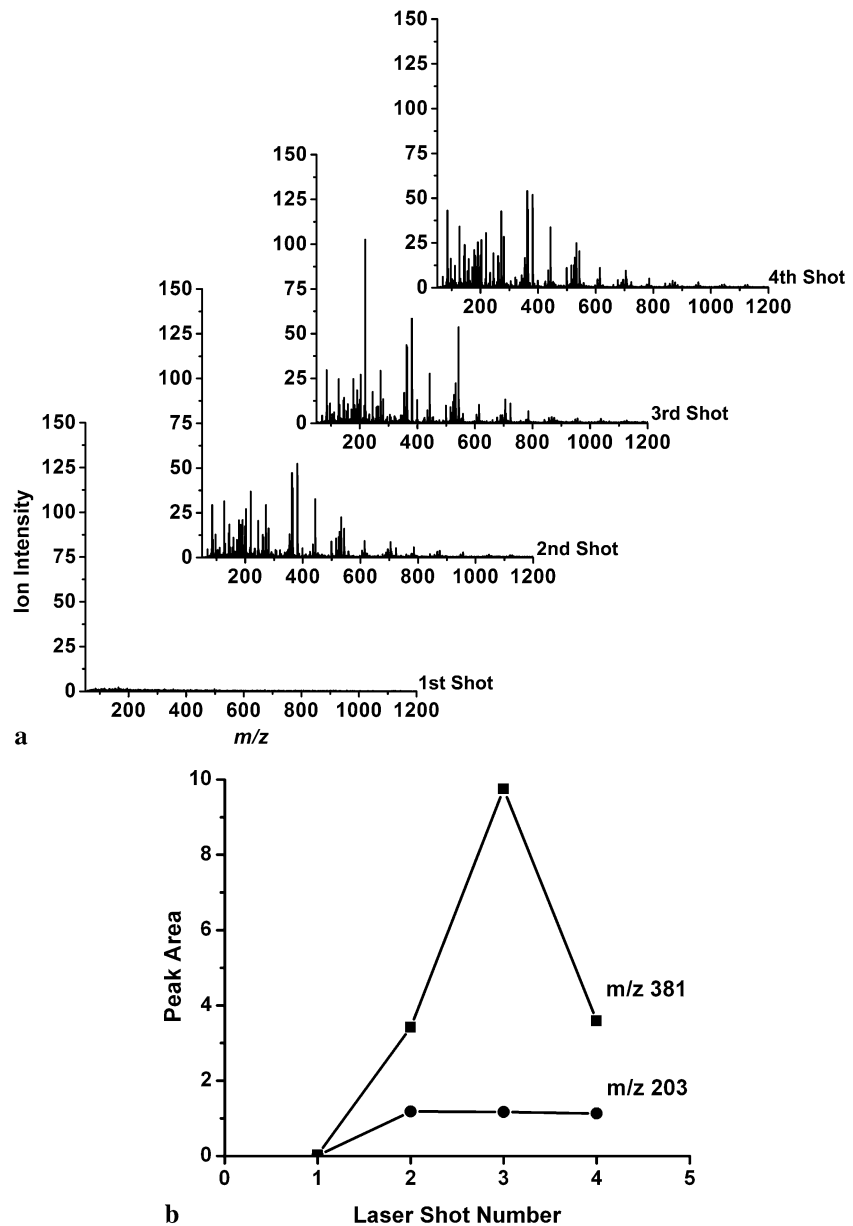 150
125
100
75
50
25
0
200 400 600 800 1000 1200
4th Shot
150
125
100
75
50
25
0
200 400 600 800 1000 1200
3rd Shot
150
125
100
75
50
25
0
200 400 600 800 1000 1200
2nd Shot
150
125
100
75
50
25
0
200 400 600 800 1000 1200
1st Shot
Ion Intensity
m/z
a
10
8
6
4
2
0
Peak Area
m/z 381
m/z 203
0 1 2 3 4 5
Laser Shot Number
b